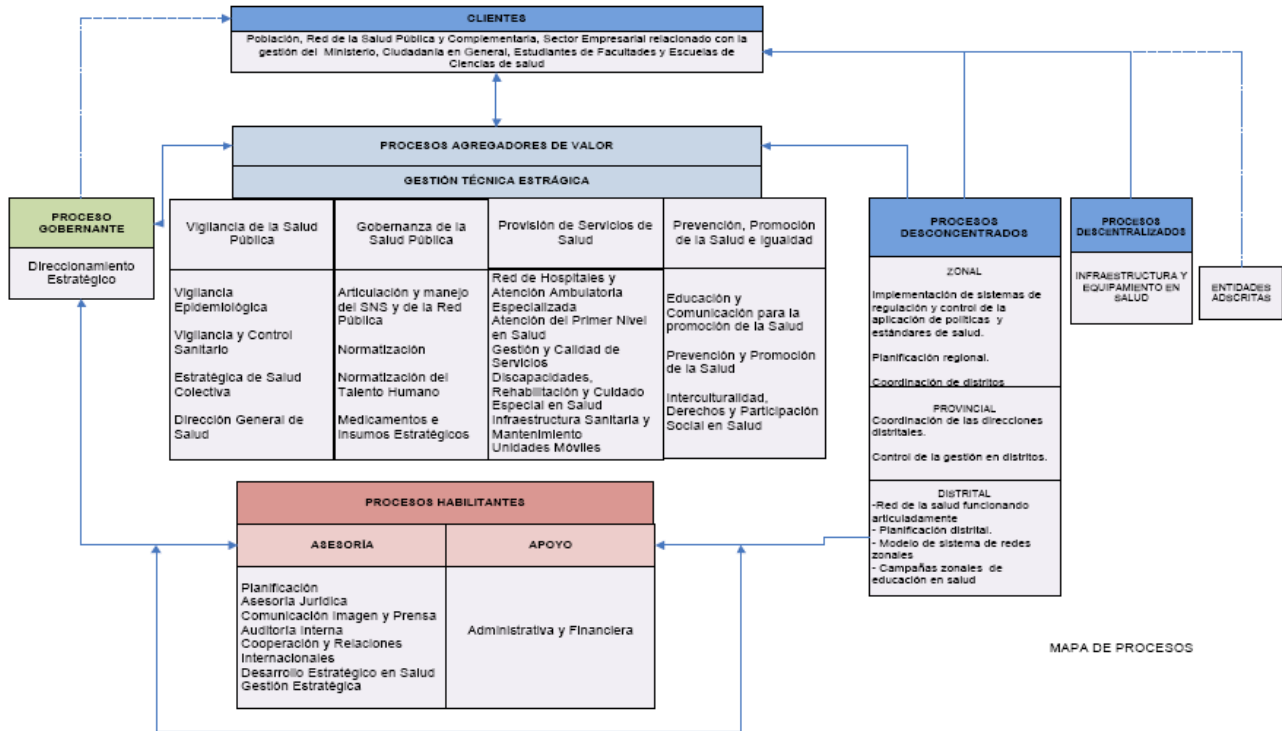 CLIENTES
Población, Red de la Salud Pública y Complementaria, Sector Empresarial relacionado con la
gestión del Ministerio, Ciudadanía en General, Estudiantes de Facultades y Escuelas de
Ciencias de salud
PROCESOS AGREGADORES DE VALOR
GESTIÓN TÉCNICA ESTRÁGICA
PROCESO
GOBERNANTE
Direccionamiento
Estratégico
Vigilancia de la Salud
Pública
Vigilancia
Epidemiológica
Vigilancia y Control
Sanitario
Estratégica de Salud
Colectiva
Dirección General de
Salud
Gobernanza de la
Salud Pública
Articulación y manejo
del SNS y de la Red
Pública
Normatización
Normatización del
Talento Humano
Medicamentos e
Insumos Estratégicos
Provisión de Servicios de
Salud
Red de Hospitales y
Atención Ambulatoria
Especializada
Atención del Primer Nivel
en Salud
Gestión y Calidad de
Servicios
Discapacidades,
Rehabilitación y Cuidado
Especial en Salud
Infraestructura Sanitaria y
Mantenimiento
Unidades Móviles
Prevención, Promoción
de la Salud e Igualdad
Educación y
Comunicación para la
promoción de la Salud
Prevención y Promoción
de la Salud
Interculturalidad,
Derechos y Participación
Social en Salud
PROCESOS
DESCONCENTRADOS
ZONAL
Implementación de sistemas de
regulación y control de la
aplicación de políticas y
estándares de salud.
Planificación regional.
Coordinación de distritos
PROVINCIAL
Coordinación de las direcciones
distritales.
Control de la gestión en distritos.
DISTRITAL
-Red de la salud funcionando
articuladamente
- Planificación distrital.
- Modelo de sistema de redes
zonales
- Campañas zonales de
educación en salud
PROCESOS
DESCENTRALIZADOS
INFRAESTRUCTURA Y
EQUIPAMIENTO EN
SALUD
ENTIDADES
ADSCRITAS
PROCESOS HABILITANTES
ASESORÍA
Planificación
Asesoría Jurídica
Comunicación Imagen y Prensa
Auditoría Interna
Cooperación y Relaciones
Internacionales
Desarrollo Estratégico en Salud
Gestión Estratégica
APOYO
Administrativa y Financiera
MAPA DE PROCESOS